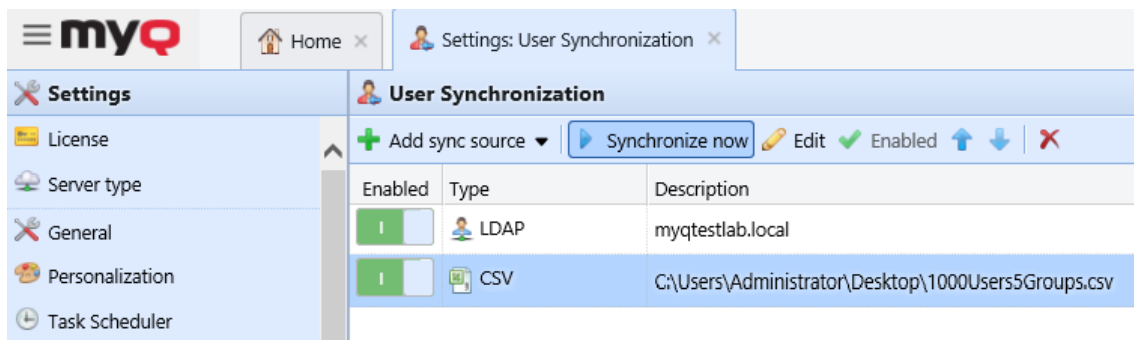 myQ
Home
Settings: User Synchronization
Settings
User Synchronization
License
Add sync source
Synchronize now
Edit
Enabled
Server type
Enabled Type Description
General
LDAP myqtestlab.local
Personalization
CSV C:\Users\Administrator\Desktop\1000Users5Groups.csv
Task Scheduler